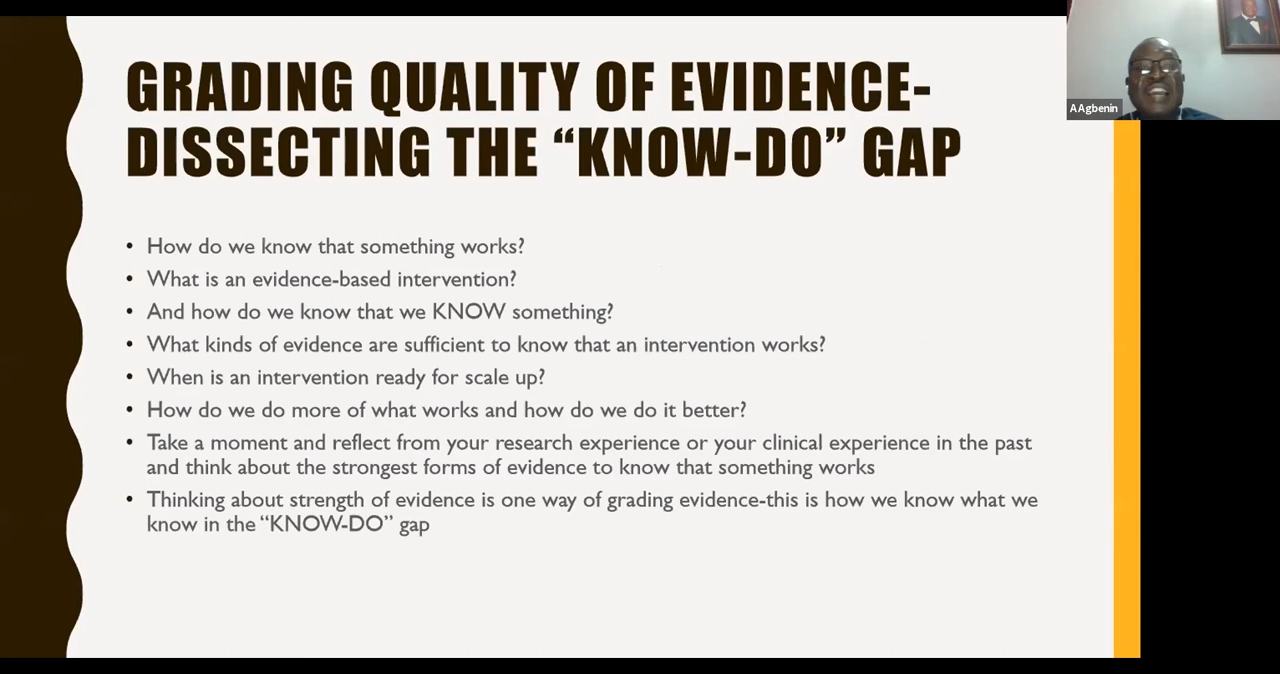 GRADING QUALITY OF EVIDENCE-
DISSECTING THE “KNOW-DO” GAP
• How do we know that something works?
• What is an evidence-based intervention?
• And how do we know that we KNOW something?
• What kinds of evidence are sufficient to know that an intervention works?
• When is an intervention ready for scale up?
• How do we do more of what works and how do we do it better?
• Take a moment and reflect from your research experience or your clinical experience in the past
and think about the strongest forms of evidence to know that something works
• Thinking about strength of evidence is one way of grading evidence-this is how we know what we
know in the “KNOW-DO” gap
A Agbenin